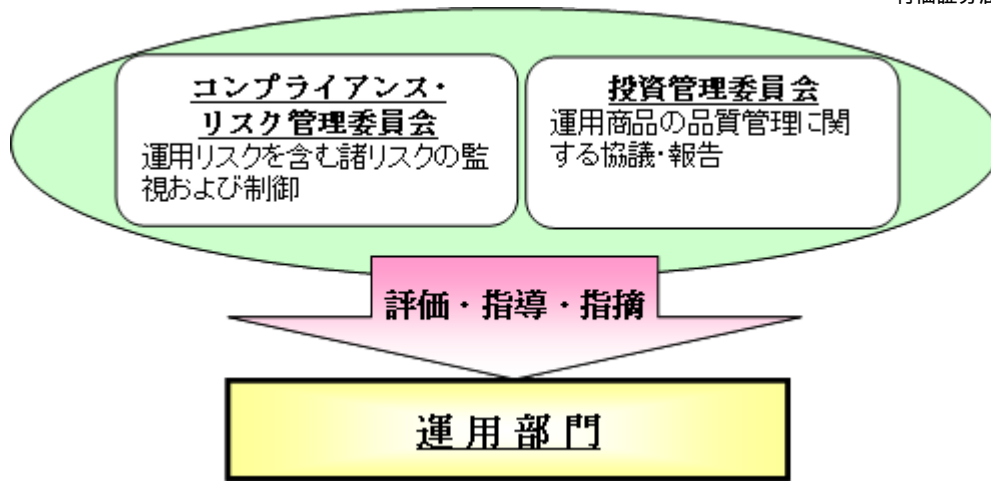 コンプライアンス・
リスク管理委員会
運用リスクを含む諸リスクの監
視および制御
投資管理委員会
運用商品の品質管理に関
する協議・報告
評価・指導・指摘
運用部門